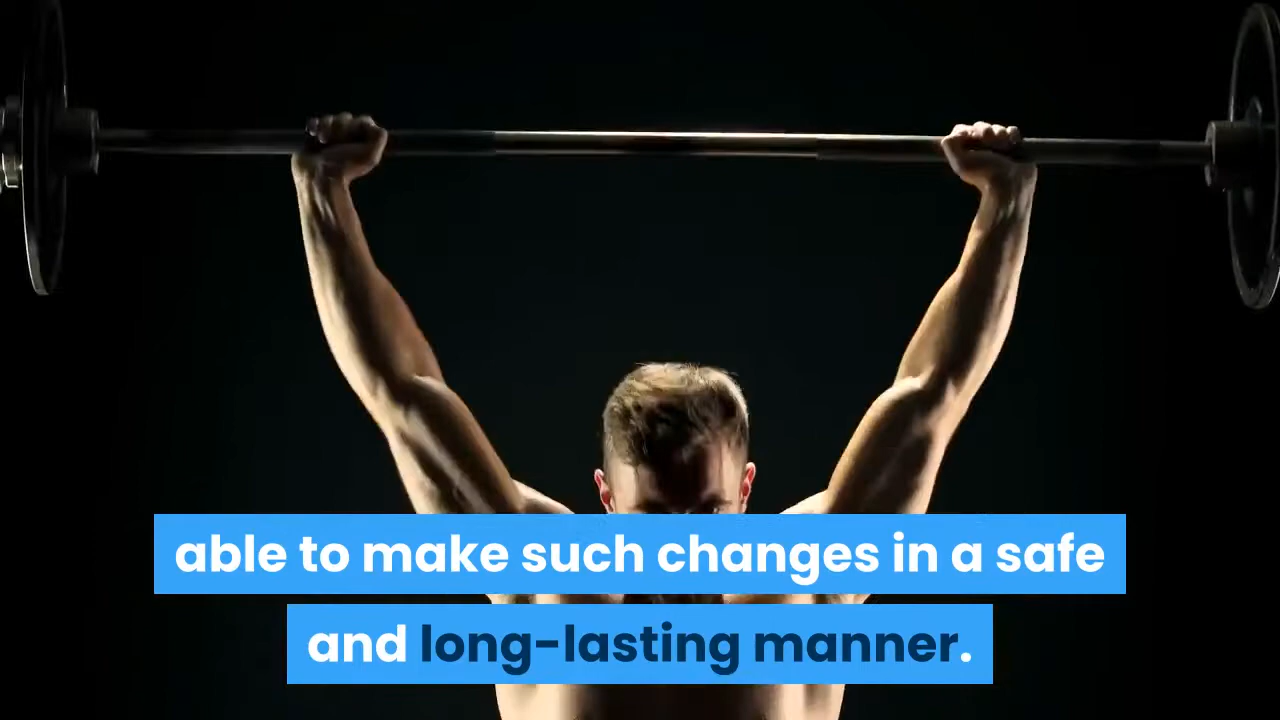 able to make such changes in a safe
and long-lasting manner.